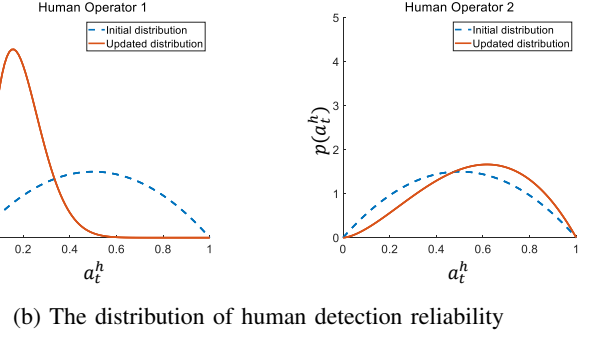 Human Operator 1
Initial distribution
Updated distribution
0.2 0.4 0.6 0.8 1
a_t^h
Human Operator 2
Initial distribution
Updated distribution
5
4
3
2
1
0
p(a_t^h)
0 0.2 0.4 0.6 0.8 1
a_t^h
(b) The distribution of human detection reliability